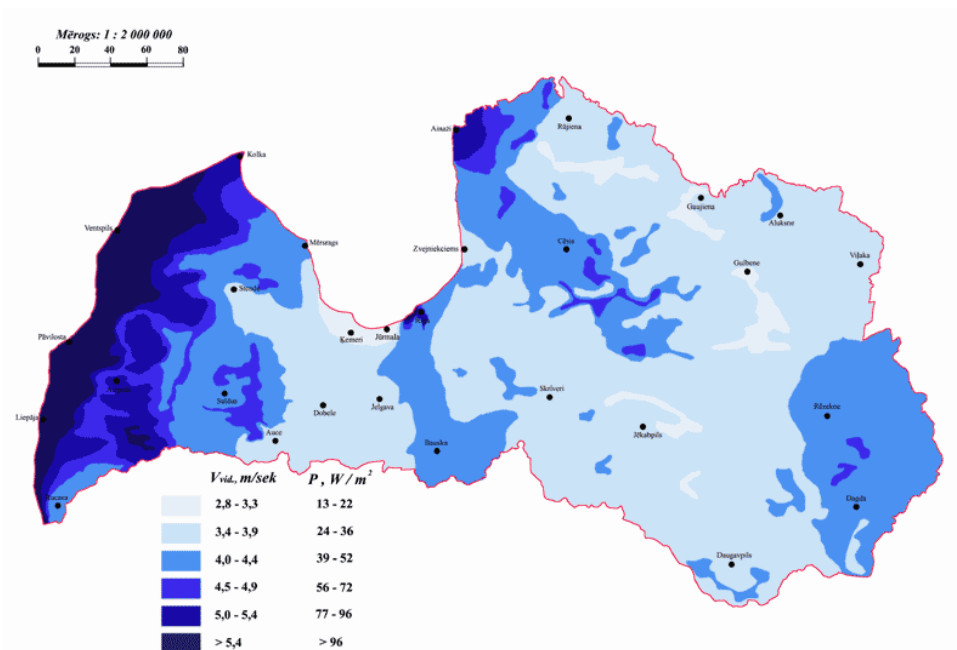 Mērogs: 1 : 2 000 000
0 20 40 60 80
Ainaži
Rūjiena
Kolka
Gaujiena
Alūksne
Ventspils
Mērsrags
Zvejniekciems
Cēsis
Gulbene
Viļaka
Stende
Pāvilosta
Ķemeri
Jūrmala
Rīga
Liepāja
Saldus
Dobele
Jelgava
Skrīveri
Rēzekne
Auce
Bauska
Jēkabpils
Rucava
Dagda
Daugavpils
V vid., m/sek P , W / m²
2,8 - 3,3 13 - 22
3,4 - 3,9 24 - 36
4,0 - 4,4 39 - 52
4,5 - 4,9 56 - 72
5,0 - 5,4 77 - 96
> 5,4 > 96